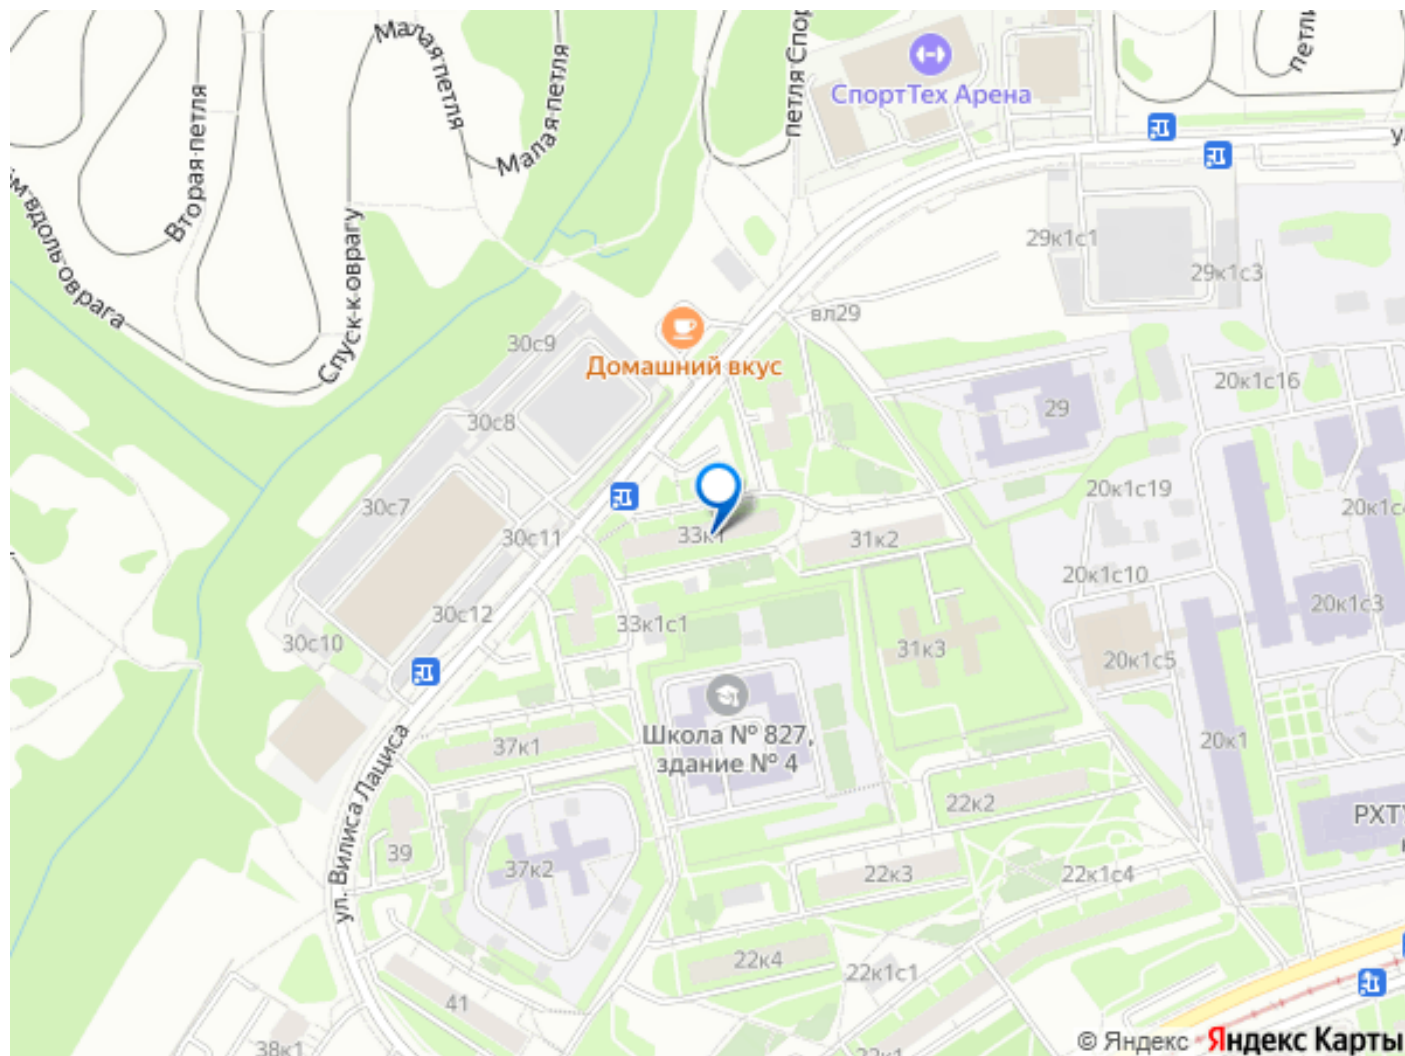 Малая петля
петля Спор
петли
СпортТех Арена
Вторая петля
Малая петля
у
м вдоль оврага
Спуск к оврагу
29к1с1
29к1с3
вл29
30с9
Домашний вкус
20к1с16
29
30с8
20к1с19
30с7
30с11
33к1
31к2
20к1с10
30с12
33к1с1
20к1с3
30с10
31к3
20к1с5
37к1
Школа № 827,
здание № 4
20к1
ул. Вилиса Лациса
22к2
РХТУ
39
37к2
22к3
22к1с4
22к4
22к1с1
41
38к1
22к1
© Яндекс Яндекс Карты